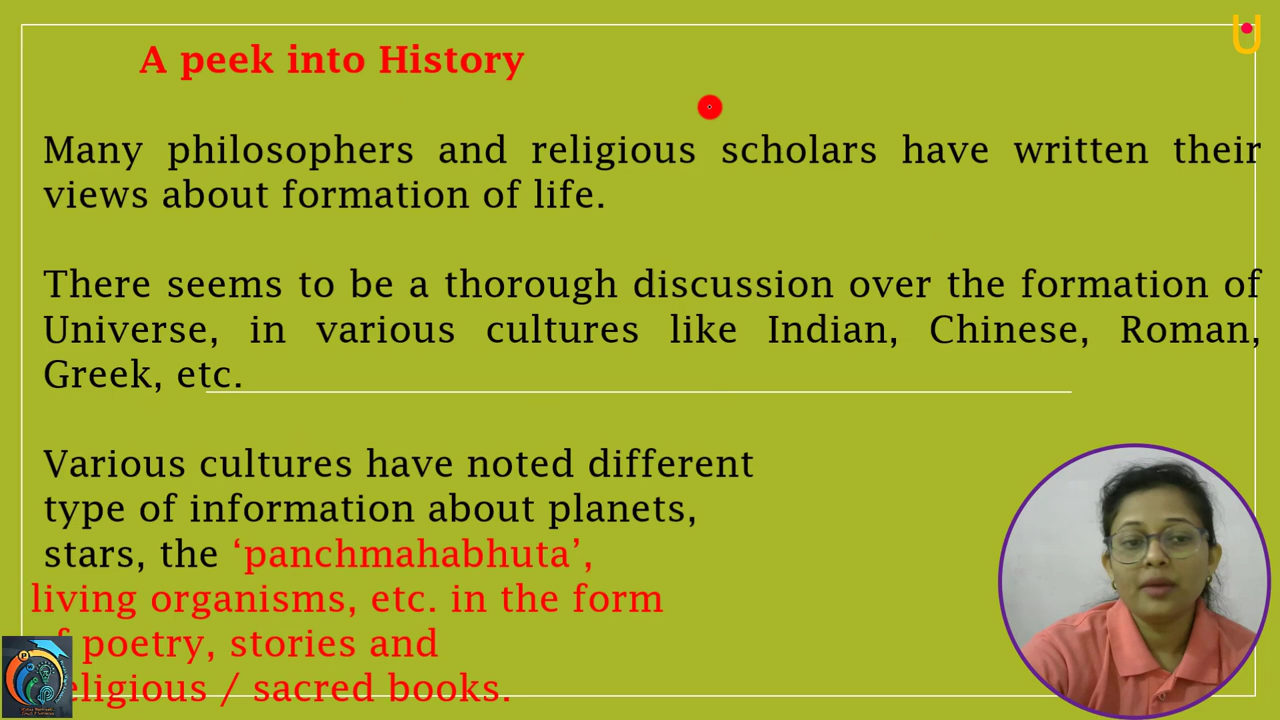 A peek into History
Many philosophers and religious scholars have written their
views about formation of life.
There seems to be a thorough discussion over the formation of
Universe, in various cultures like Indian, Chinese, Roman,
Greek, etc.
Various cultures have noted different
type of information about planets,
stars, the ‘panchmahabhuta’,
living organisms, etc. in the form
poetry, stories and
eligious / sacred books.